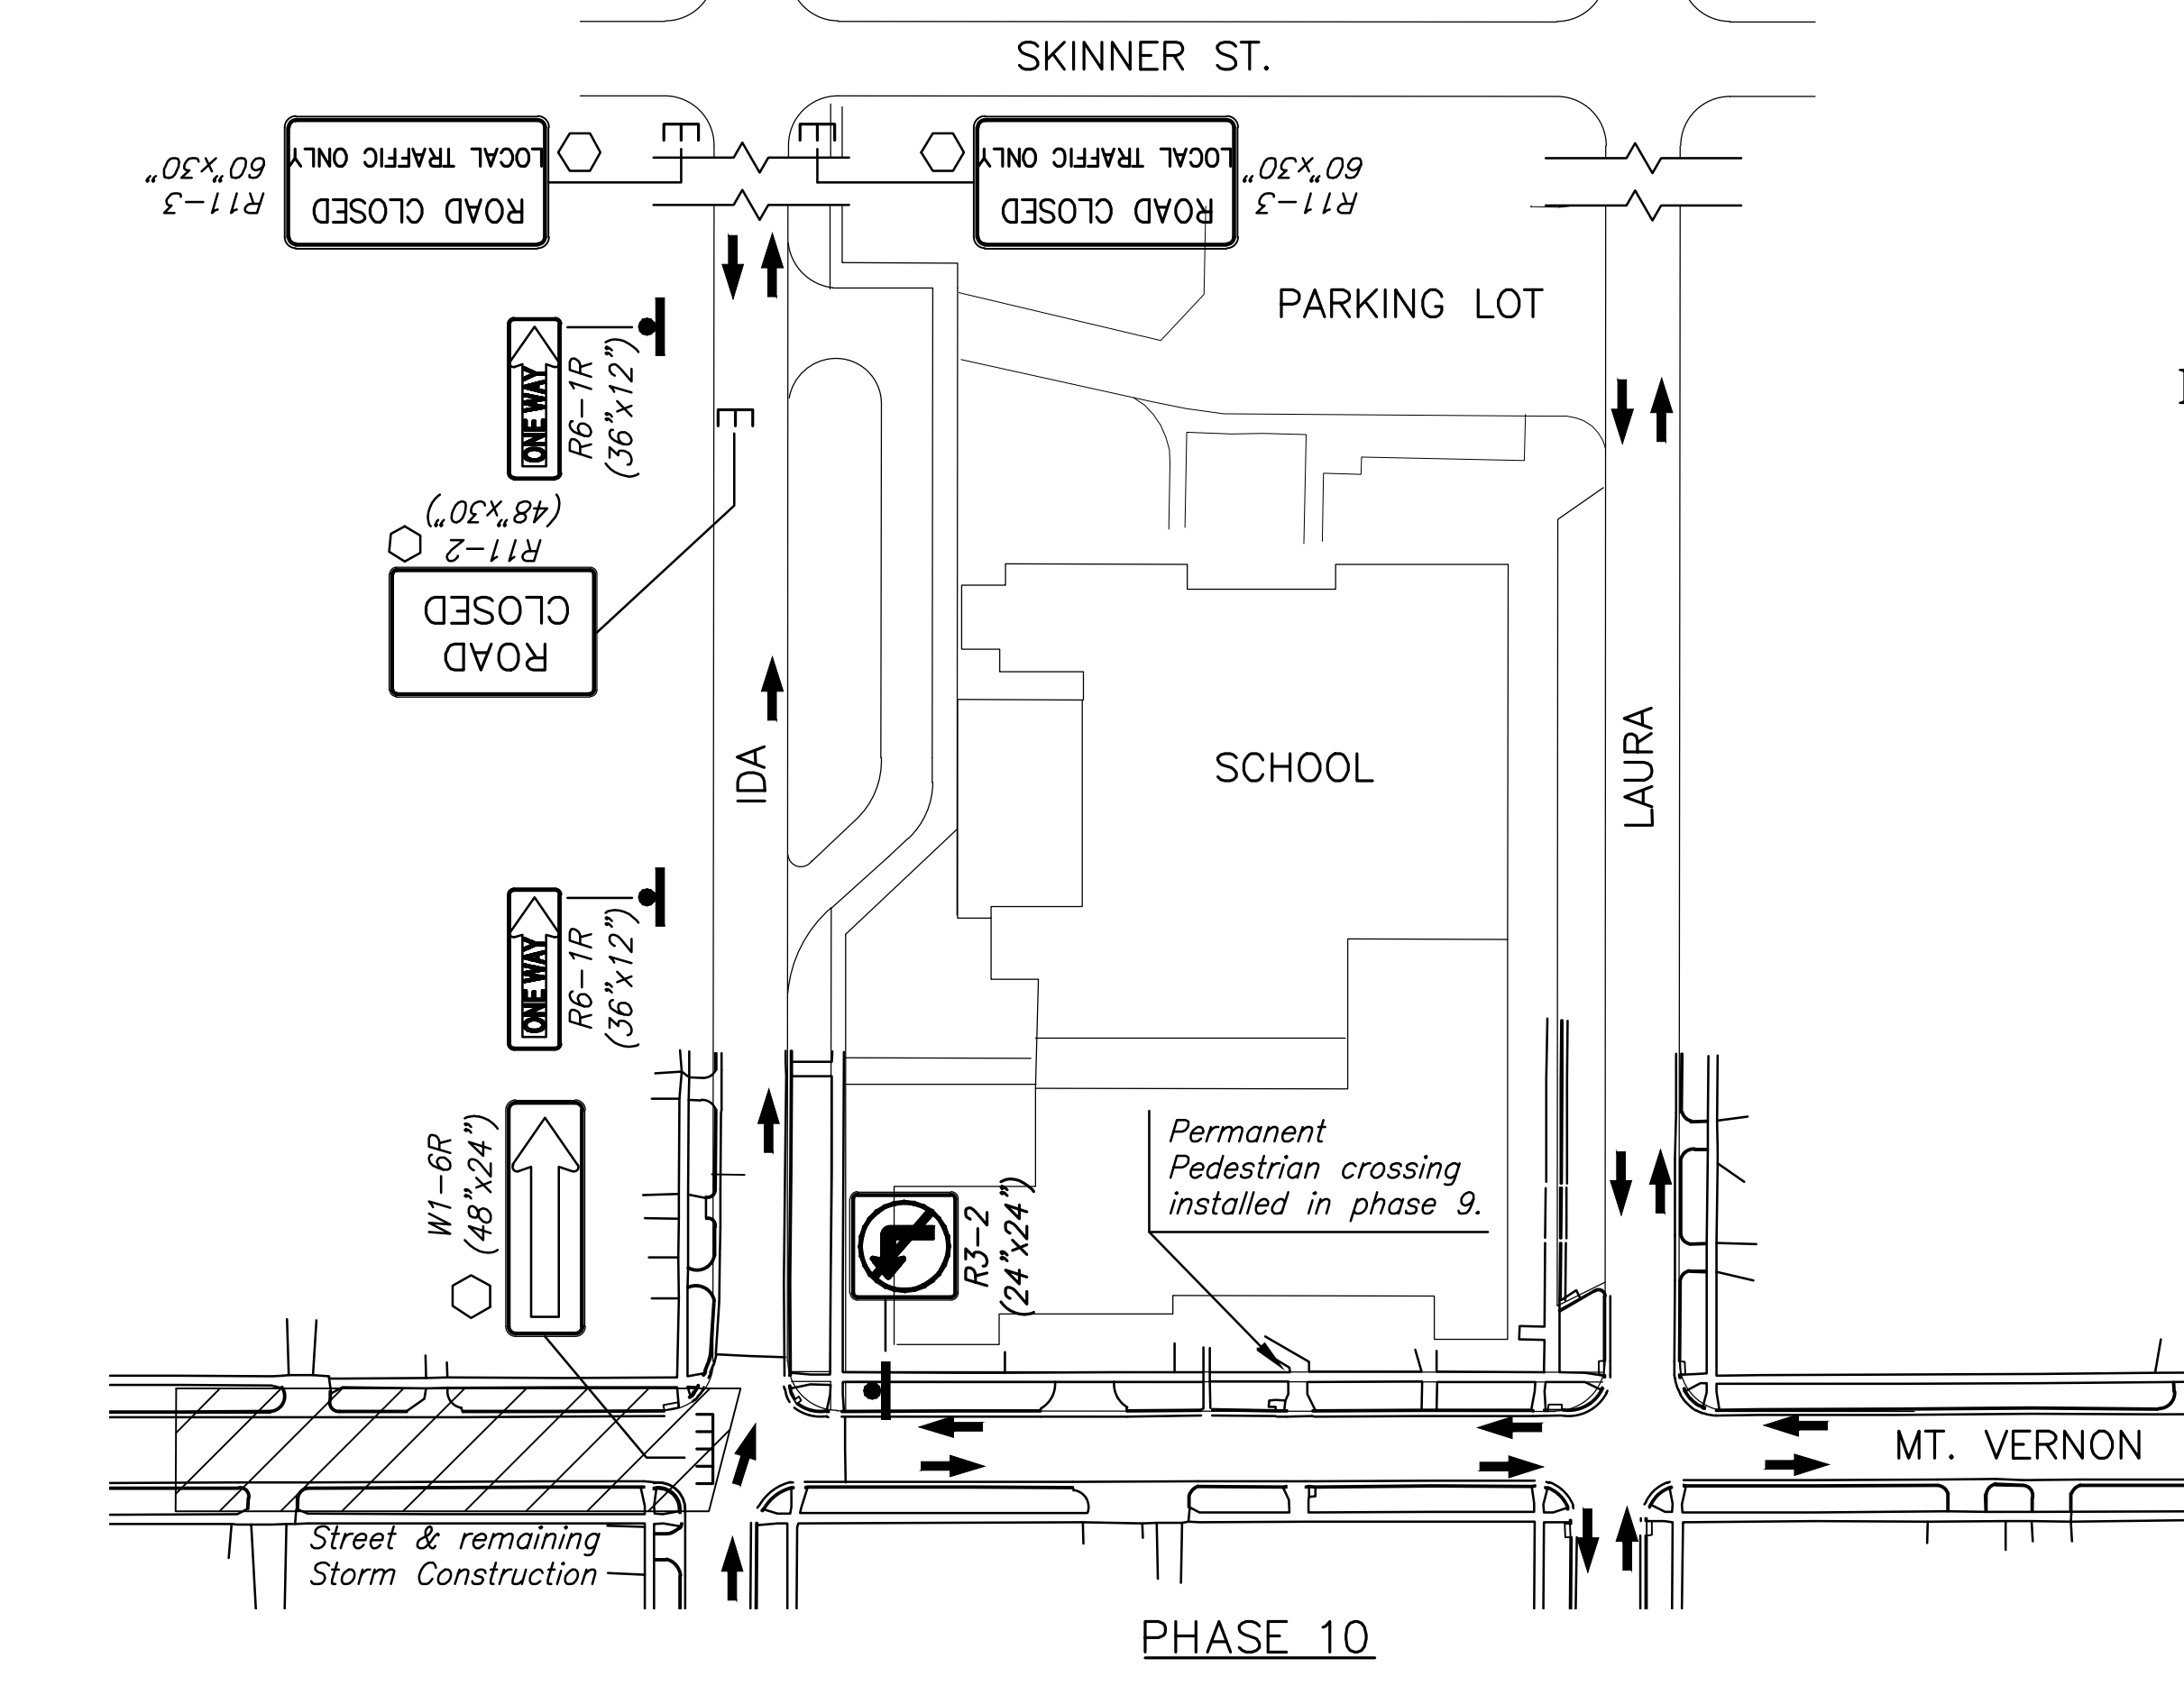 SKINNER ST.
ROAD CLOSED
LOCAL TRAFFIC ONLY
R11-3
60"x30"
ROAD CLOSED
LOCAL TRAFFIC ONLY
R11-3
60"x30"
PARKING LOT
ONE WAY
R6-1R
(36"x12")
ROAD
CLOSED
R11-2
(48"x30")
IDA
SCHOOL
LAURA
ONE WAY
R6-1R
(36"x12")
W1-6R
(48"x24")
R3-2
(24"x24")
Permanent
Pedestrian crossing
installed in phase 9.
MT. VERNON
Street & remaining
Storm Construction
PHASE 10